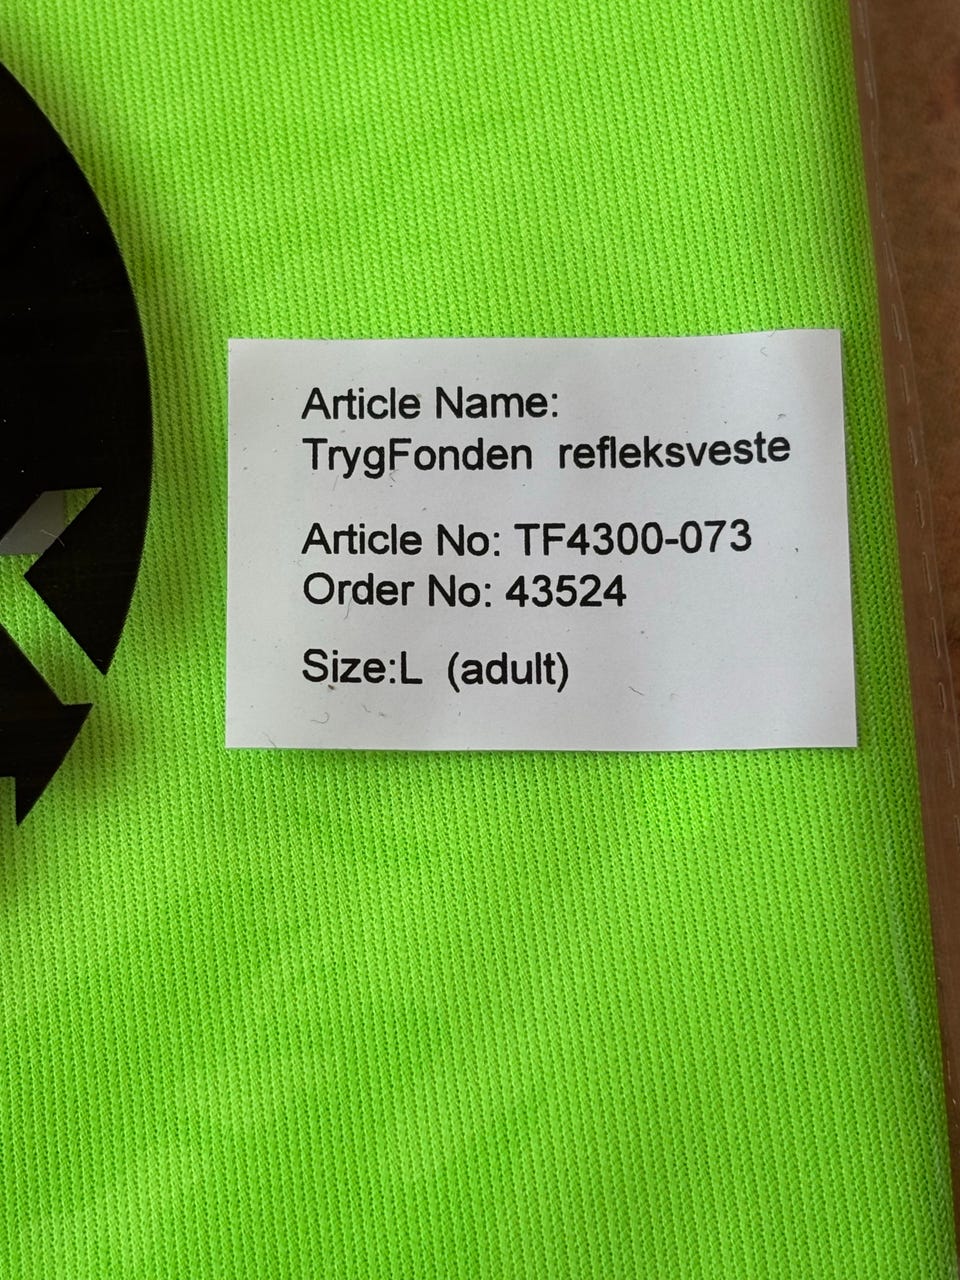 Article Name:
TrygFonden refleksveste
Article No: TF4300-073
Order No: 43524
Size:L (adult)